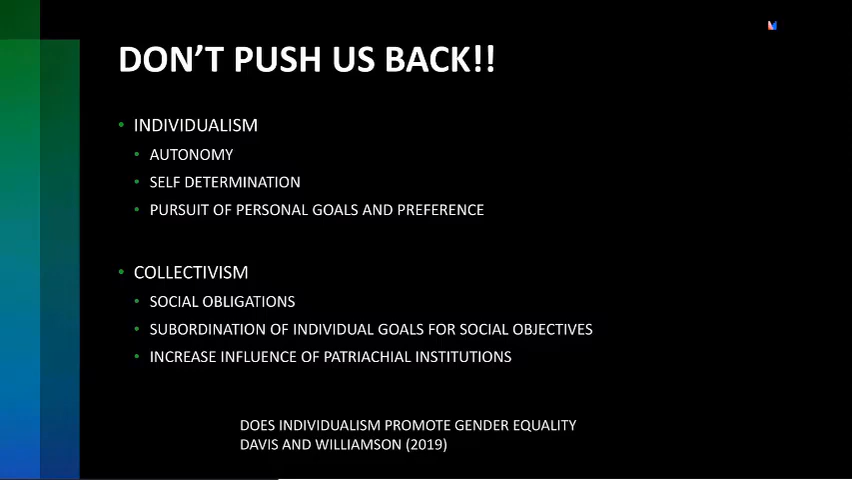 DON’T PUSH US BACK!!
• INDIVIDUALISM
• AUTONOMY
• SELF DETERMINATION
• PURSUIT OF PERSONAL GOALS AND PREFERENCE
• COLLECTIVISM
• SOCIAL OBLIGATIONS
• SUBORDINATION OF INDIVIDUAL GOALS FOR SOCIAL OBJECTIVES
• INCREASE INFLUENCE OF PATRIACHIAL INSTITUTIONS
DOES INDIVIDUALISM PROMOTE GENDER EQUALITY
DAVIS AND WILLIAMSON (2019)